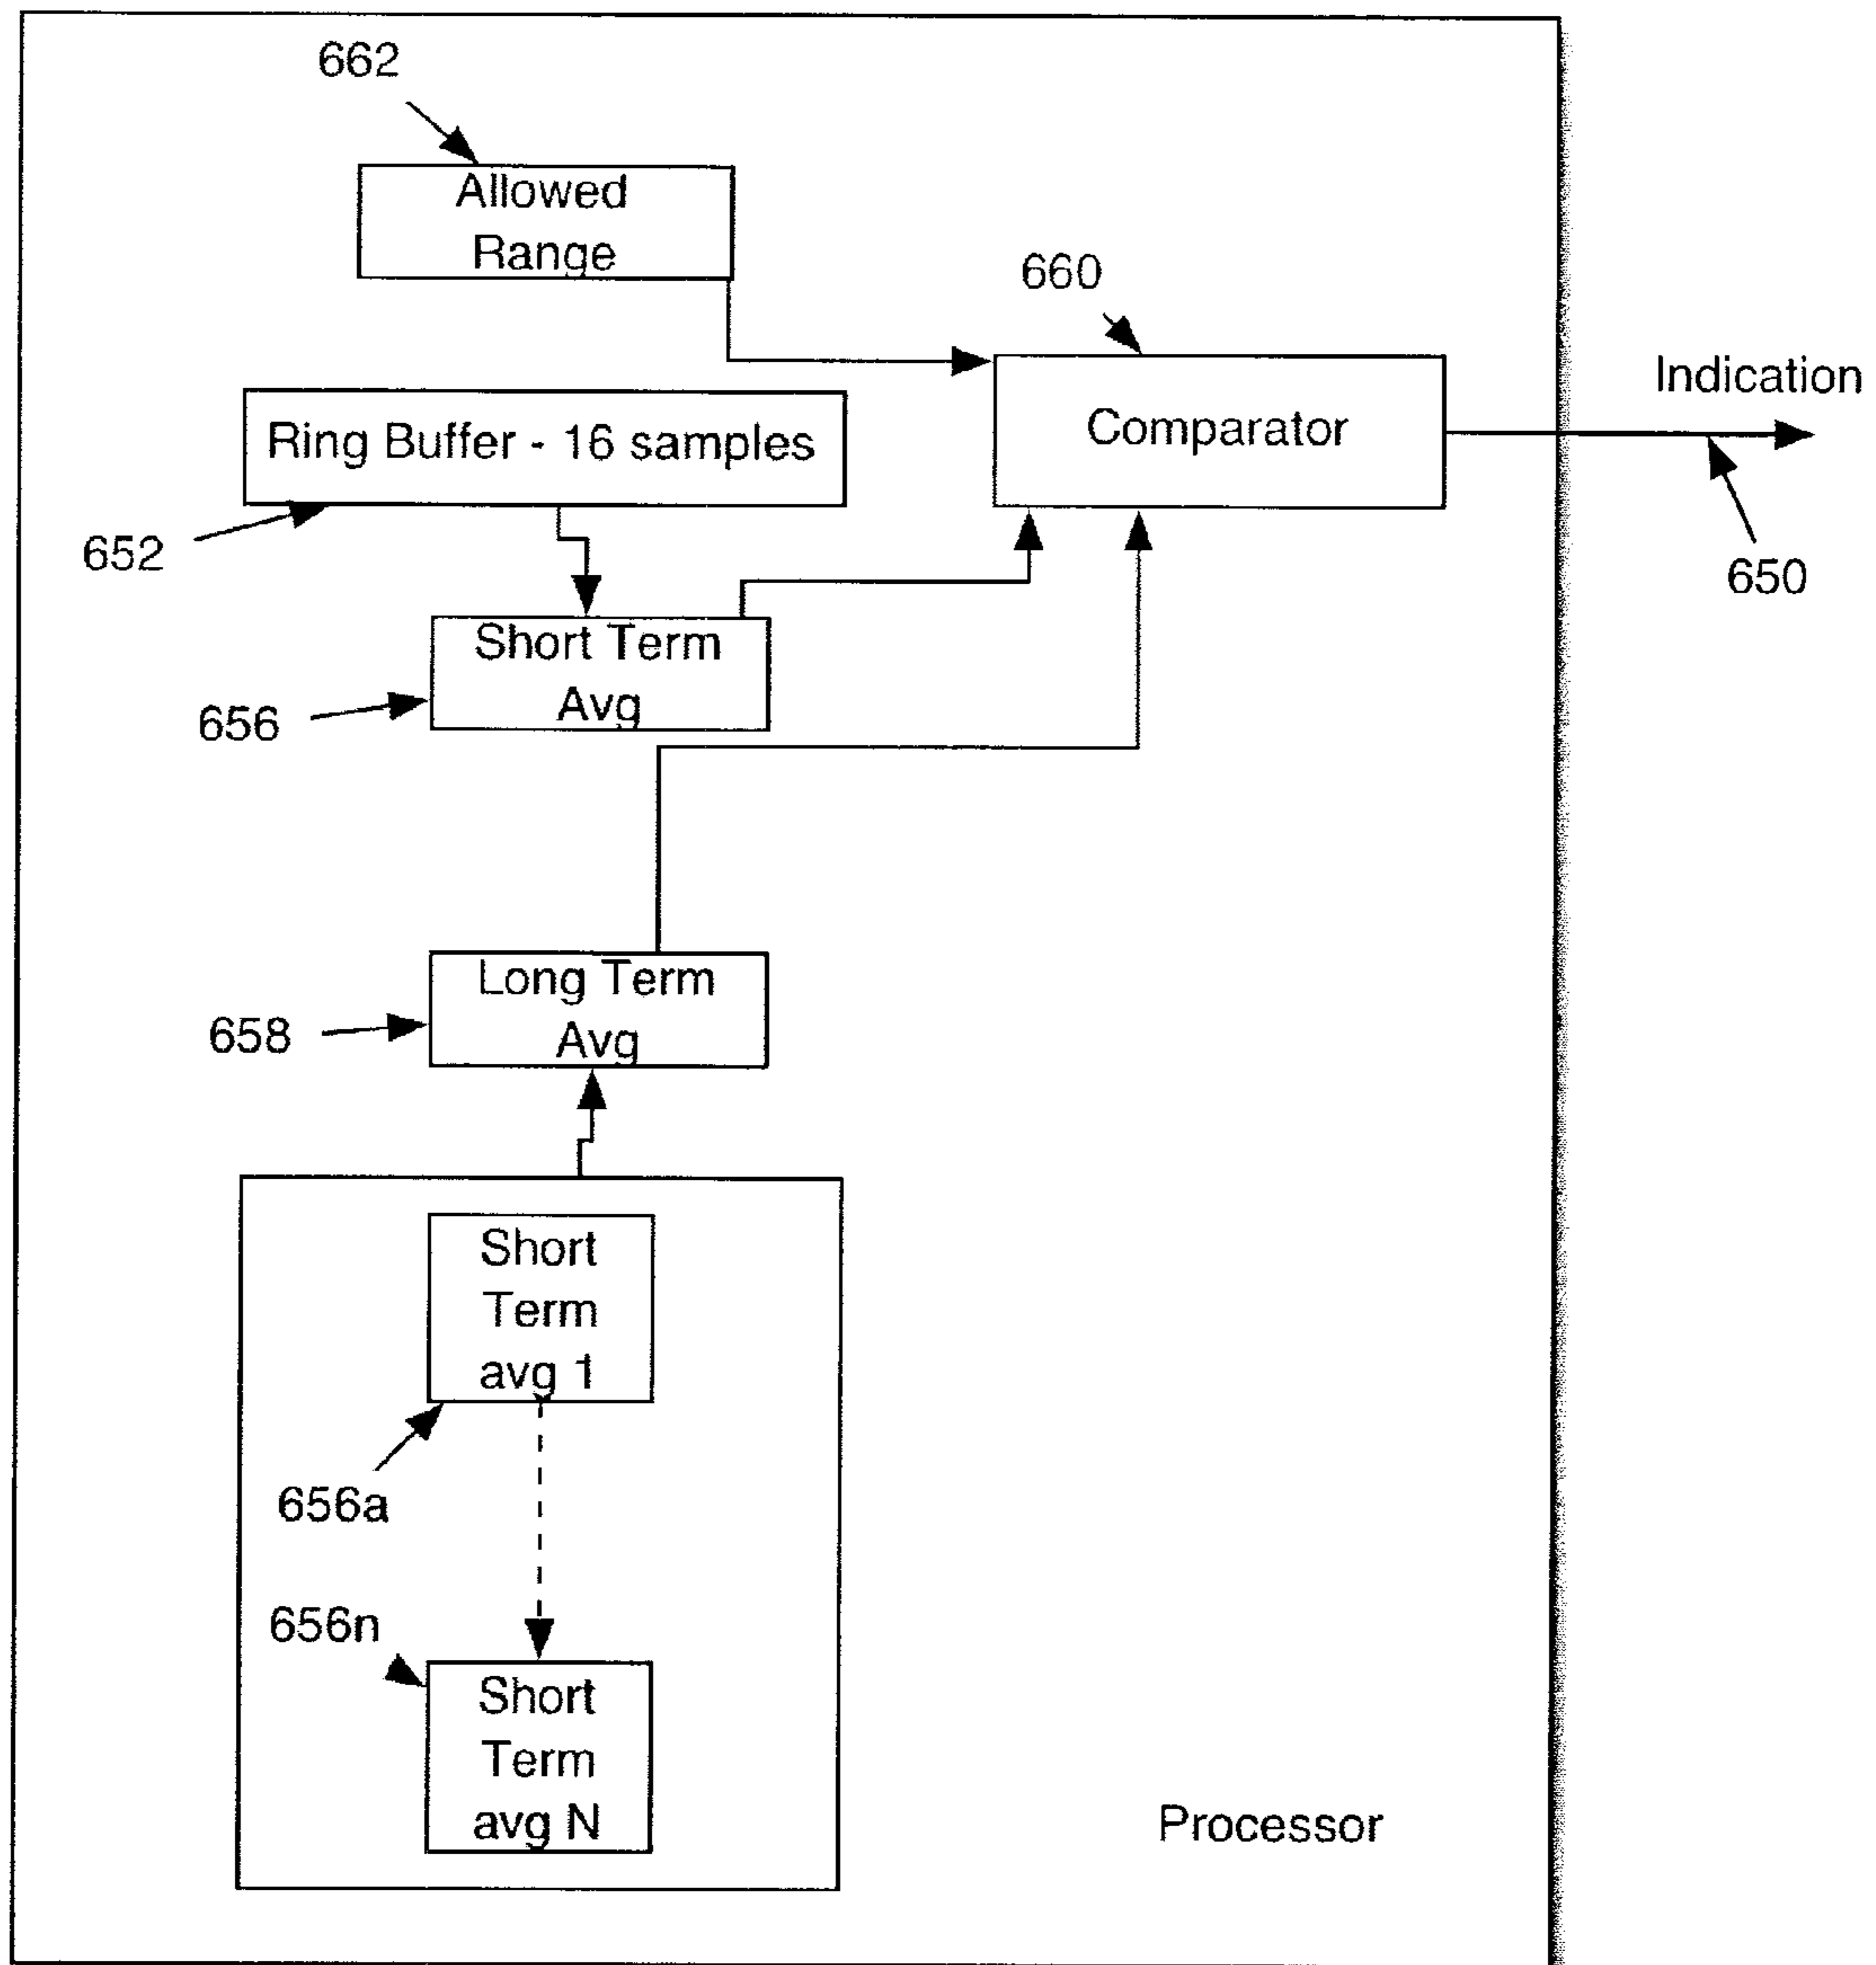 662
Allowed
Range
660
Indication
Comparator
Ring Buffer - 16 samples
652
650
Short Term
Avg
656
Long Term
Avg
658
Short
Term
avg 1
656a
656n
Short
Term
avg N
Processor